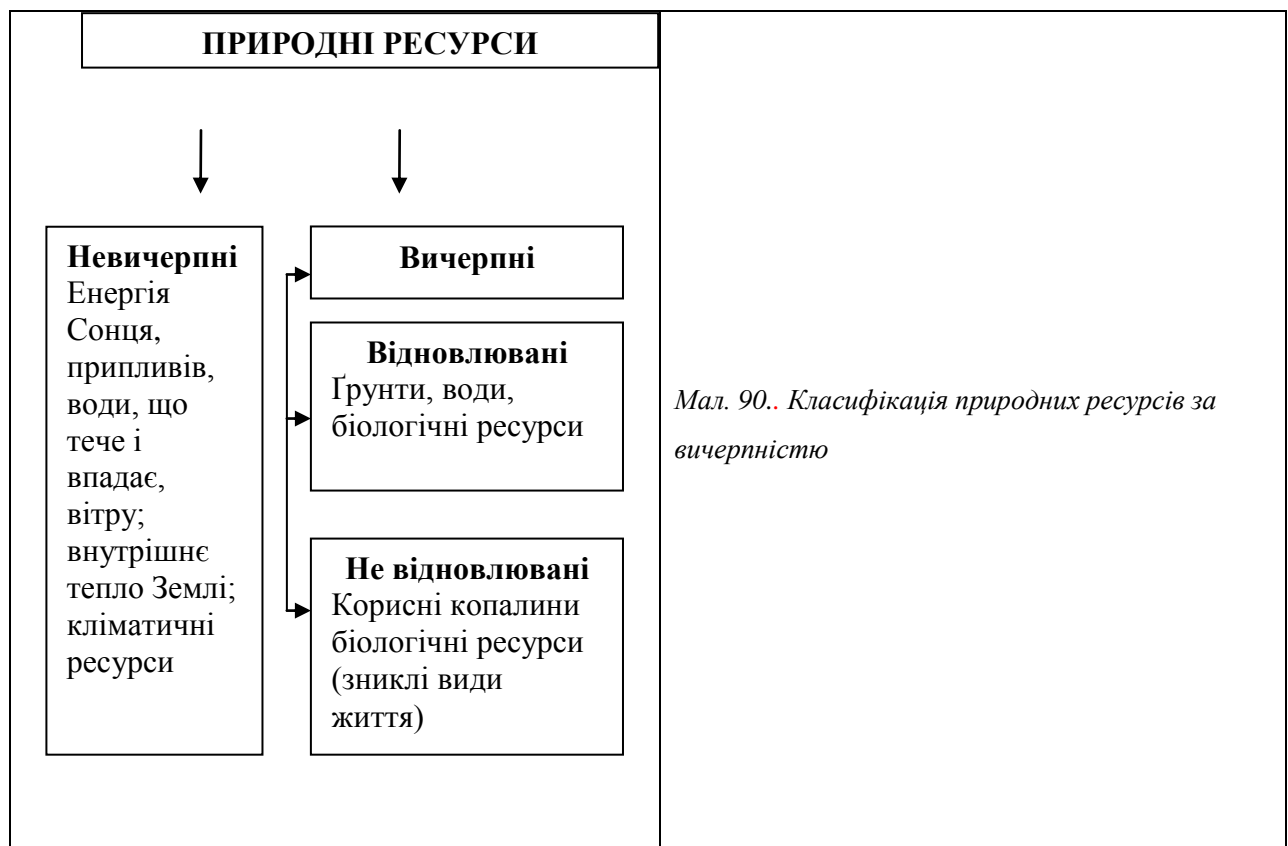 ПРИРОДНІ РЕСУРСИ
Невичерпні
Енергія
Сонця,
припливів,
води, що
тече і
впадає,
вітру;
внутрішнє
тепло Землі;
кліматичні
ресурси
Вичерпні
Відновлювані
Ґрунти, води,
біологічні ресурси
Не відновлювані
Корисні копалини
біологічні ресурси
(зниклі види
життя)
Мал. 90.. Класифікація природних ресурсів за
вичерпністю